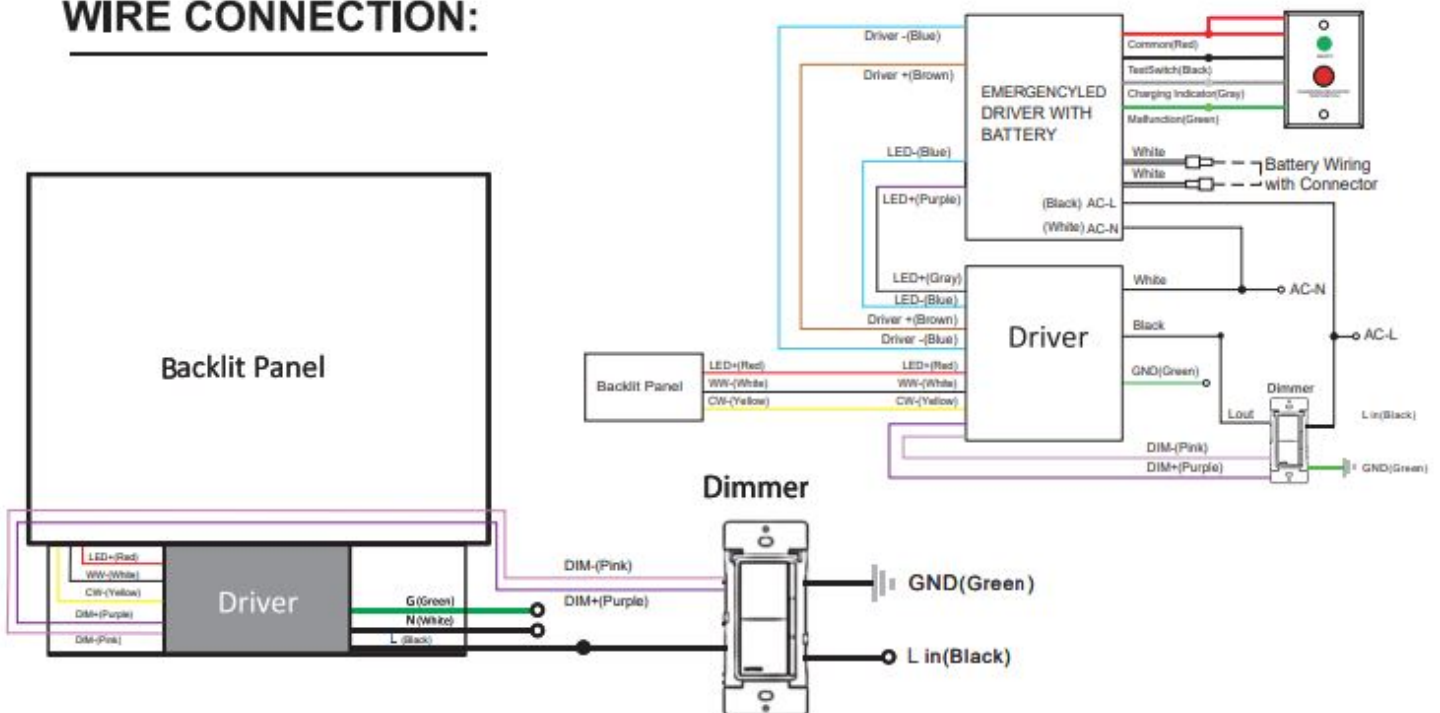 WIRE CONNECTION:
Driver -(Blue)
Driver +(Brown)
LED-(Blue)
LED+(Purple)
EMERGENCYLED
DRIVER WITH
BATTERY
(Black) AC-L
(White) AC-N
Common(Red)
TestSwitch(Black)
Charging Indicator(Gray)
Malfunction(Green)
White
White
Battery Wiring
with Connector
LED+(Gray)
LED-(Blue)
Driver +(Brown)
Driver -(Blue)
Driver
White
AC-N
Black
AC-L
GND(Green)
Dimmer
Lout
L in(Black)
DIM-(Pink)
DIM+(Purple)
GND(Green)
Backlit Panel
LED+(Red)
WW-(White)
CW-(Yellow)
LED+(Red)
WW-(White)
CW-(Yellow)
Backlit Panel
LED+(Red)
WW-(White)
CW-(Yellow)
DIM+(Purple)
DIM-(Pink)
Driver
G(Green)
N(White)
L (Black)
DIM-(Pink)
DIM+(Purple)
Dimmer
GND(Green)
L in(Black)